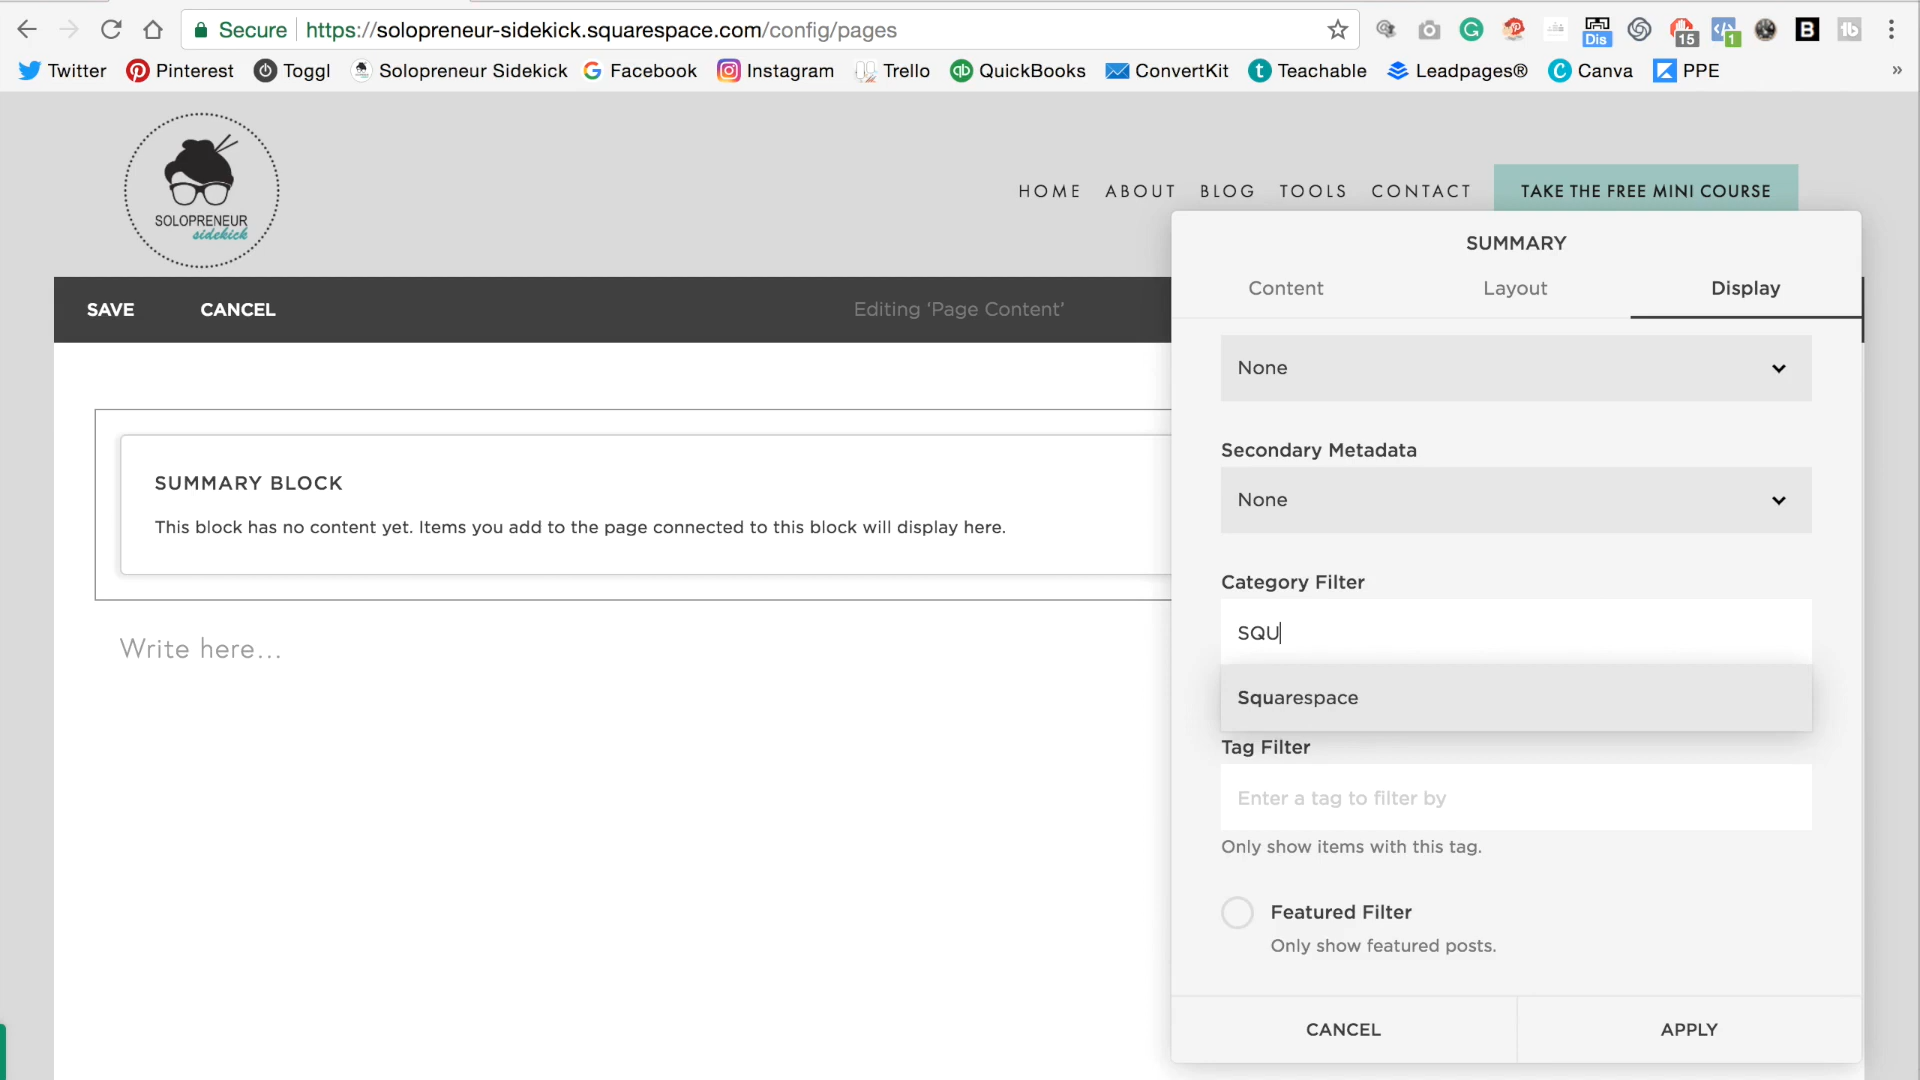 Secure https://solopreneur-sidekick.squarespace.com/config/pages
Dis
15
1
B
Twitter Pinterest Toggl Solopreneur Sidekick Facebook Instagram Trello QuickBooks ConvertKit Teachable Leadpages® Canva PPE »
SOLOPRENEUR
sidekick
HOME ABOUT BLOG TOOLS CONTACT TAKE THE FREE MINI COURSE
SAVE CANCEL Editing ‘Page Content’
SUMMARY BLOCK
This block has no content yet. Items you add to the page connected to this block will display here.
Write here...
SUMMARY
Content Layout Display
None
Secondary Metadata
None
Category Filter
SQU
Squarespace
Tag Filter
Enter a tag to filter by
Only show items with this tag.
Featured Filter
Only show featured posts.
CANCEL APPLY